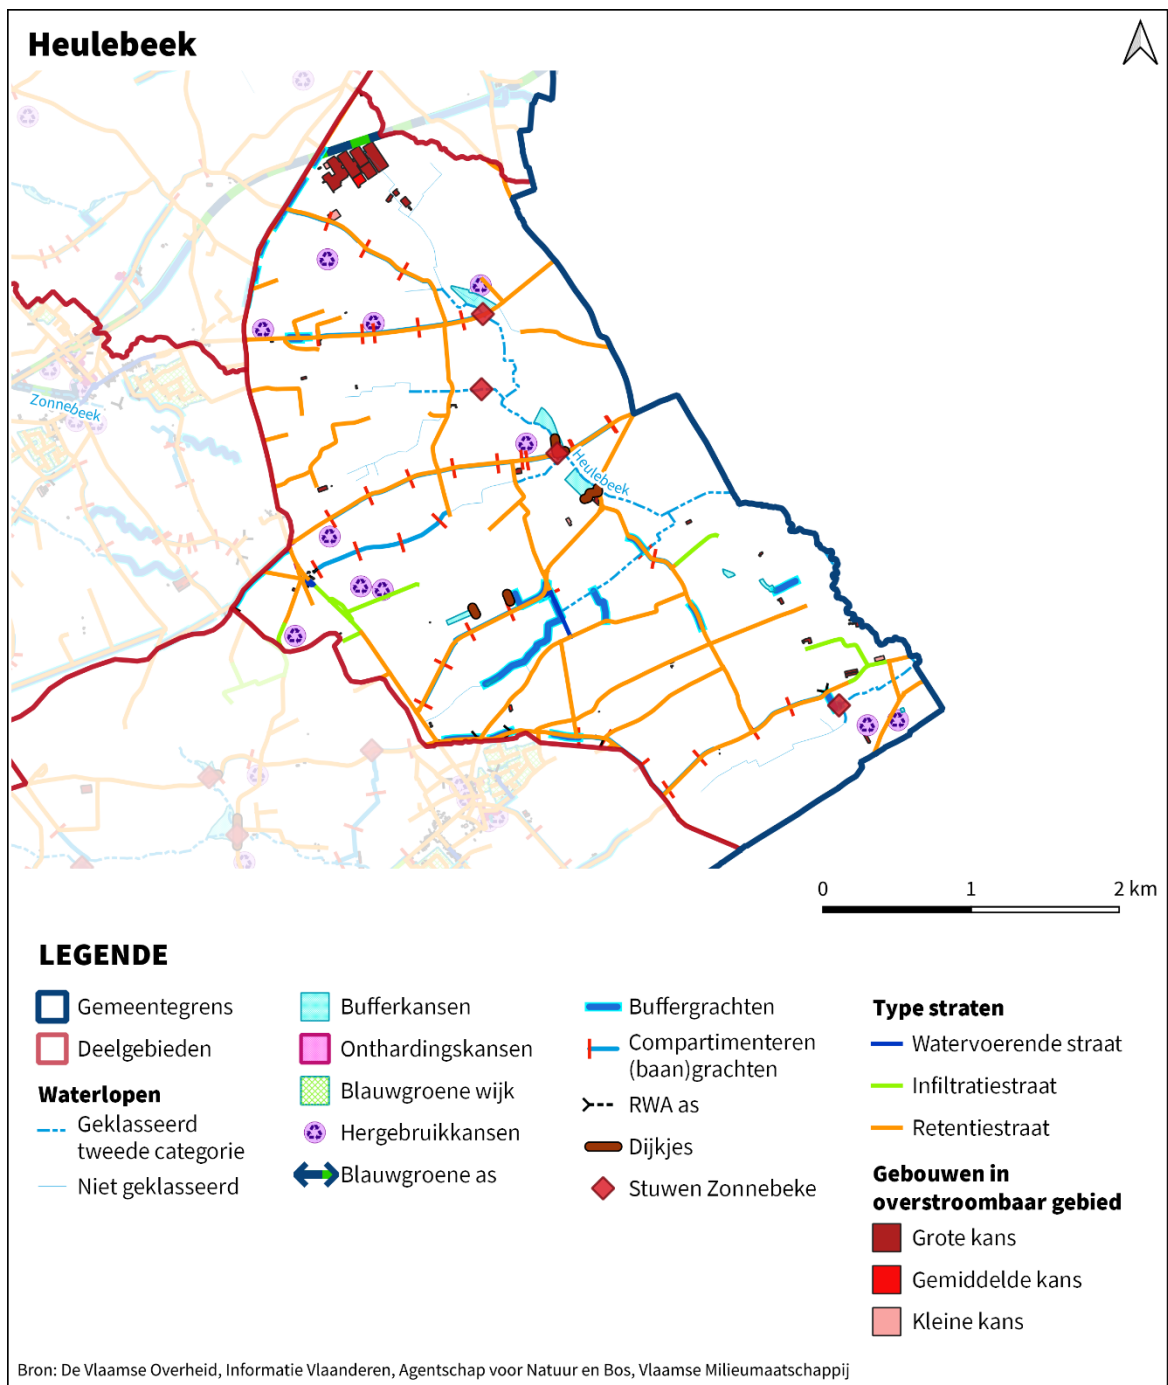 Heulebeek
Zonnebeek
Heulebeek
0 1 2 km
LEGENDE
Gemeentegrens
Deelgebieden
Waterlopen
Geklasseerd
tweede categorie
Niet geklasseerd
Bufferkansen
Onthardingskansen
Blauwgroene wijk
Hergebruikkansen
Blauwgroene as
Buffergrachten
Compartimenteren
(baan)grachten
RWA as
Dijkjes
Stuwen Zonnebeke
Type straten
Watervoerende straat
Infiltratiestraat
Retentiestraat
Gebouwen in
overstroombaar gebied
Grote kans
Gemiddelde kans
Kleine kans
Bron: De Vlaamse Overheid, Informatie Vlaanderen, Agentschap voor Natuur en Bos, Vlaamse Milieumaatschappij